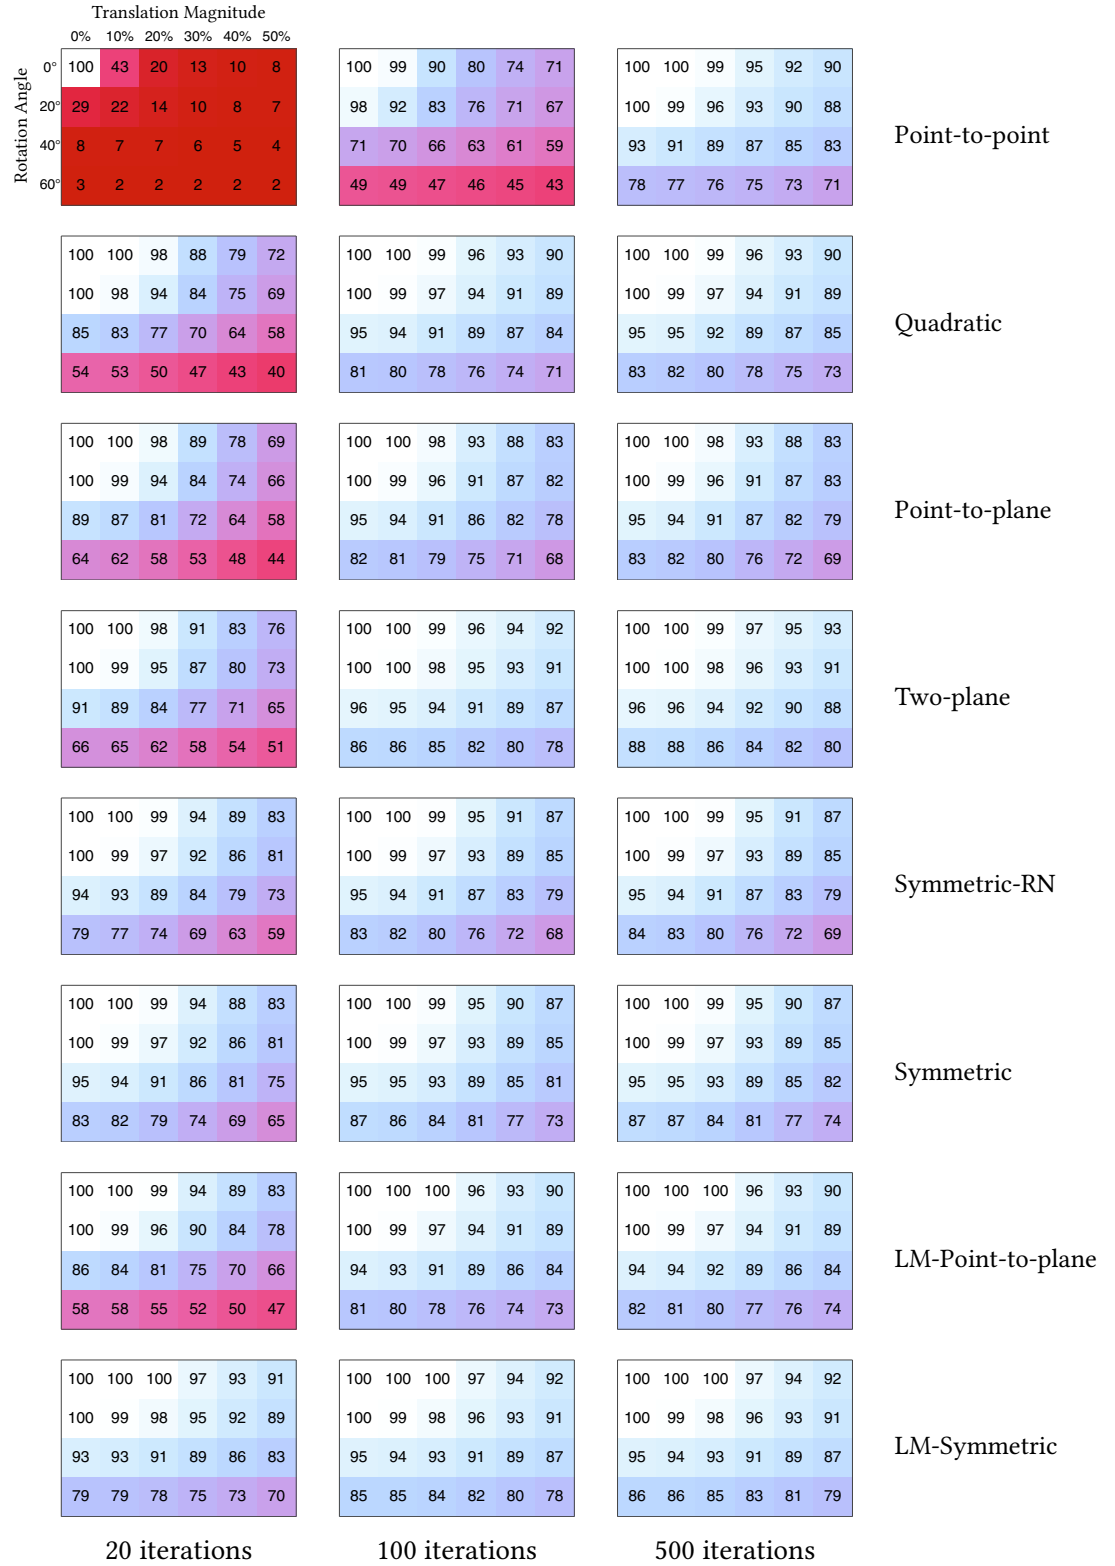 Translation Magnitude
0% 10% 20% 30% 40% 50%
Rotation Angle
0° 100 43 20 13 10 8 100 99 90 80 74 71 100 100 99 95 92 90
20° 29 22 14 10 8 7 98 92 83 76 71 67 100 99 96 93 90 88
Point-to-point
40° 8 7 7 6 5 4 71 70 66 63 61 59 93 91 89 87 85 83
60° 3 2 2 2 2 2 49 49 47 46 45 43 78 77 76 75 73 71
100 100 98 88 79 72 100 100 99 96 93 90 100 100 99 96 93 90
100 98 94 84 75 69 100 99 97 94 91 89 100 99 97 94 91 89
Quadratic
85 83 77 70 64 58 95 94 91 89 87 84 95 95 92 89 87 85
54 53 50 47 43 40 81 80 78 76 74 71 83 82 80 78 75 73
100 100 98 89 78 69 100 100 98 93 88 83 100 100 98 93 88 83
100 99 94 84 74 66 100 99 96 91 87 82 100 99 96 91 87 83
Point-to-plane
89 87 81 72 64 58 95 94 91 86 82 78 95 94 91 87 82 79
64 62 58 53 48 44 82 81 79 75 71 68 83 82 80 76 72 69
100 100 98 91 83 76 100 100 99 96 94 92 100 100 99 97 95 93
100 99 95 87 80 73 100 100 98 95 93 91 100 100 98 96 93 91
Two-plane
91 89 84 77 71 65 96 95 94 91 89 87 96 96 94 92 90 88
66 65 62 58 54 51 86 86 85 82 80 78 88 88 86 84 82 80
100 100 99 94 89 83 100 100 99 95 91 87 100 100 99 95 91 87
100 99 97 92 86 81 100 99 97 93 89 85 100 99 97 93 89 85
Symmetric-RN
94 93 89 84 79 73 95 94 91 87 83 79 95 94 91 87 83 79
79 77 74 69 63 59 83 82 80 76 72 68 84 83 80 76 72 69
100 100 99 94 88 83 100 100 99 95 90 87 100 100 99 95 90 87
100 99 97 92 86 81 100 99 97 93 89 85 100 99 97 93 89 85
Symmetric
95 94 91 86 81 75 95 95 93 89 85 81 95 95 93 89 85 82
83 82 79 74 69 65 87 86 84 81 77 73 87 87 84 81 77 74
100 100 99 94 89 83 100 100 100 96 93 90 100 100 100 96 93 90
100 99 96 90 84 78 100 99 97 94 91 89 100 99 97 94 91 89
LM-Point-to-plane
86 84 81 75 70 66 94 93 91 89 86 84 94 94 92 89 86 84
58 58 55 52 50 47 81 80 78 76 74 73 82 81 80 77 76 74
100 100 100 97 93 91 100 100 100 97 94 92 100 100 100 97 94 92
100 99 98 95 92 89 100 99 98 96 93 91 100 99 98 96 93 91
LM-Symmetric
93 93 91 89 86 83 95 94 93 91 89 87 95 94 93 91 89 87
79 79 78 75 73 70 85 85 84 82 80 78 86 86 85 83 81 79
20 iterations 100 iterations 500 iterations